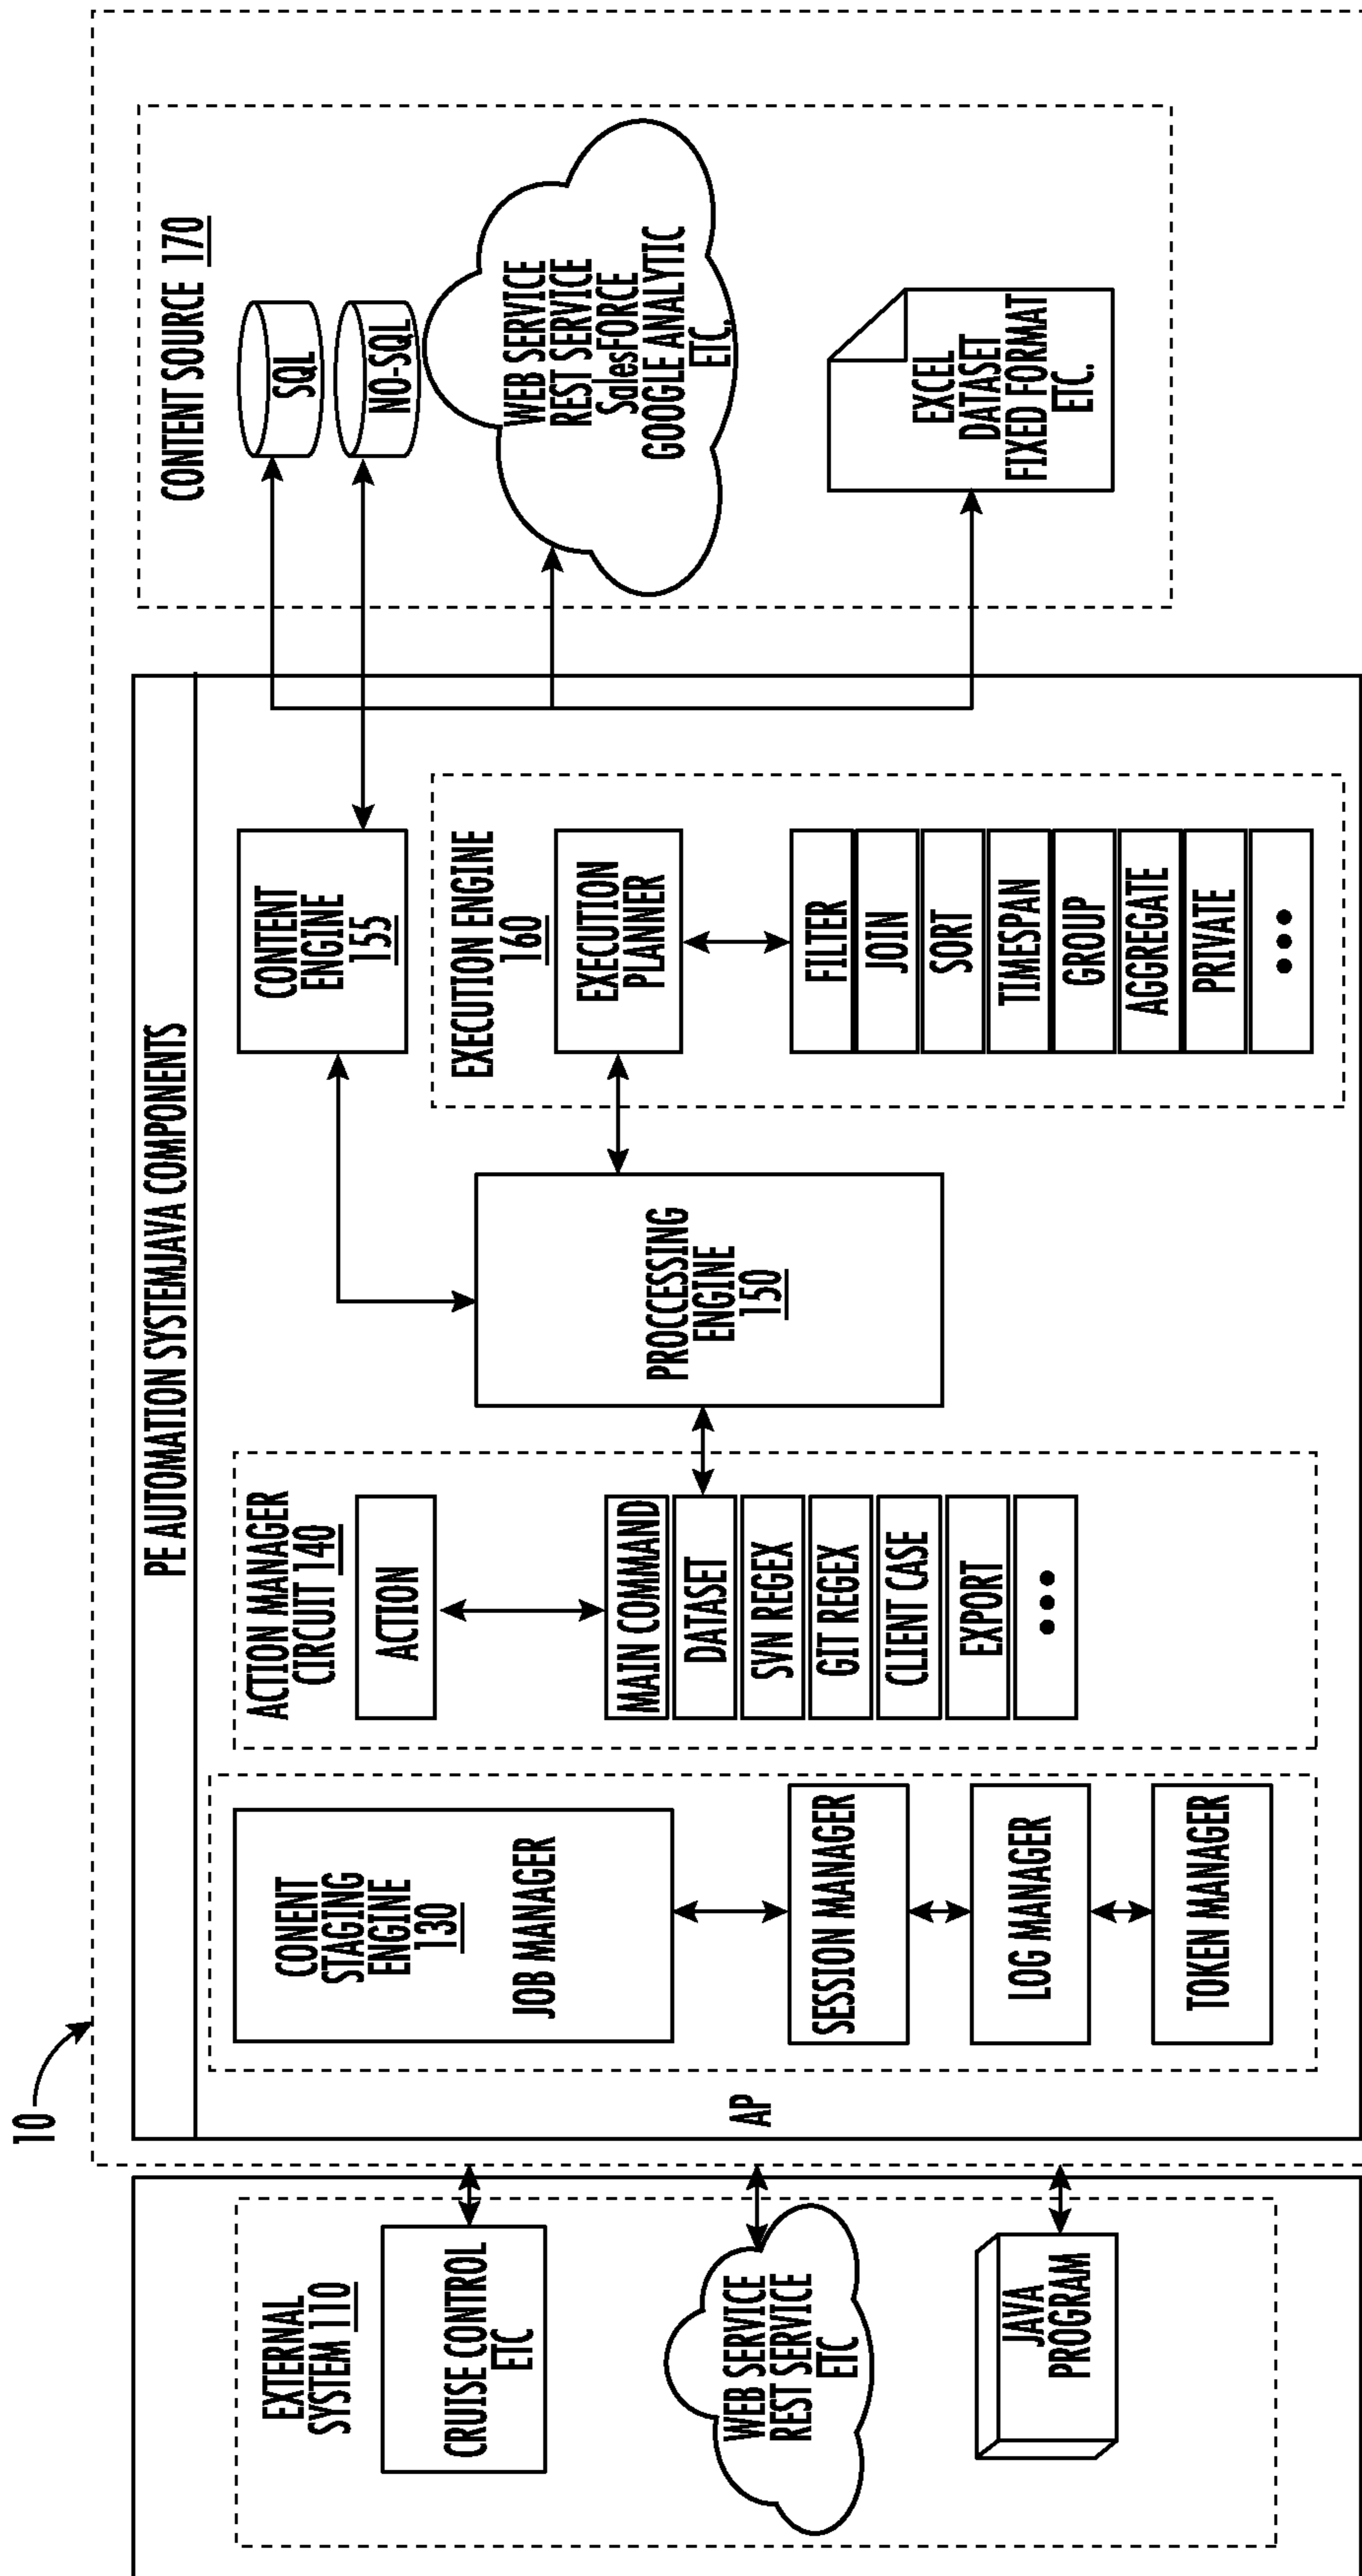 10
EXTERNAL
SYSTEM 110
CRUISE CONTROL
ETC
WEB SERVICE
REST SERVICE
ETC
JAVA
PROGRAM
PE AUTOMATION SYSTEMJAVA COMPONENTS
AP
CONENT
STAGING
ENGINE
130
JOB MANAGER
SESSION MANAGER
LOG MANAGER
TOKEN MANAGER
ACTION MANAGER
CIRCUIT 140
ACTION
MAIN COMMAND
DATASET
SVN REGEX
GIT REGEX
CLIENT CASE
EXPORT
PROCCESSING
ENGINE
150
CONTENT
ENGINE
155
EXECUTION ENGINE
160
EXECUTION
PLANNER
FILTER
JOIN
SORT
TIMESPAN
GROUP
AGGREGATE
PRIVATE
CONTENT SOURCE 170
SQL
NO-SQL
WEB SERVICE
REST SERVICE
SalesFORCE
GOOGLE ANALYTIC
ETC.
EXCEL
DATASET
FIXED FORMAT
ETC.